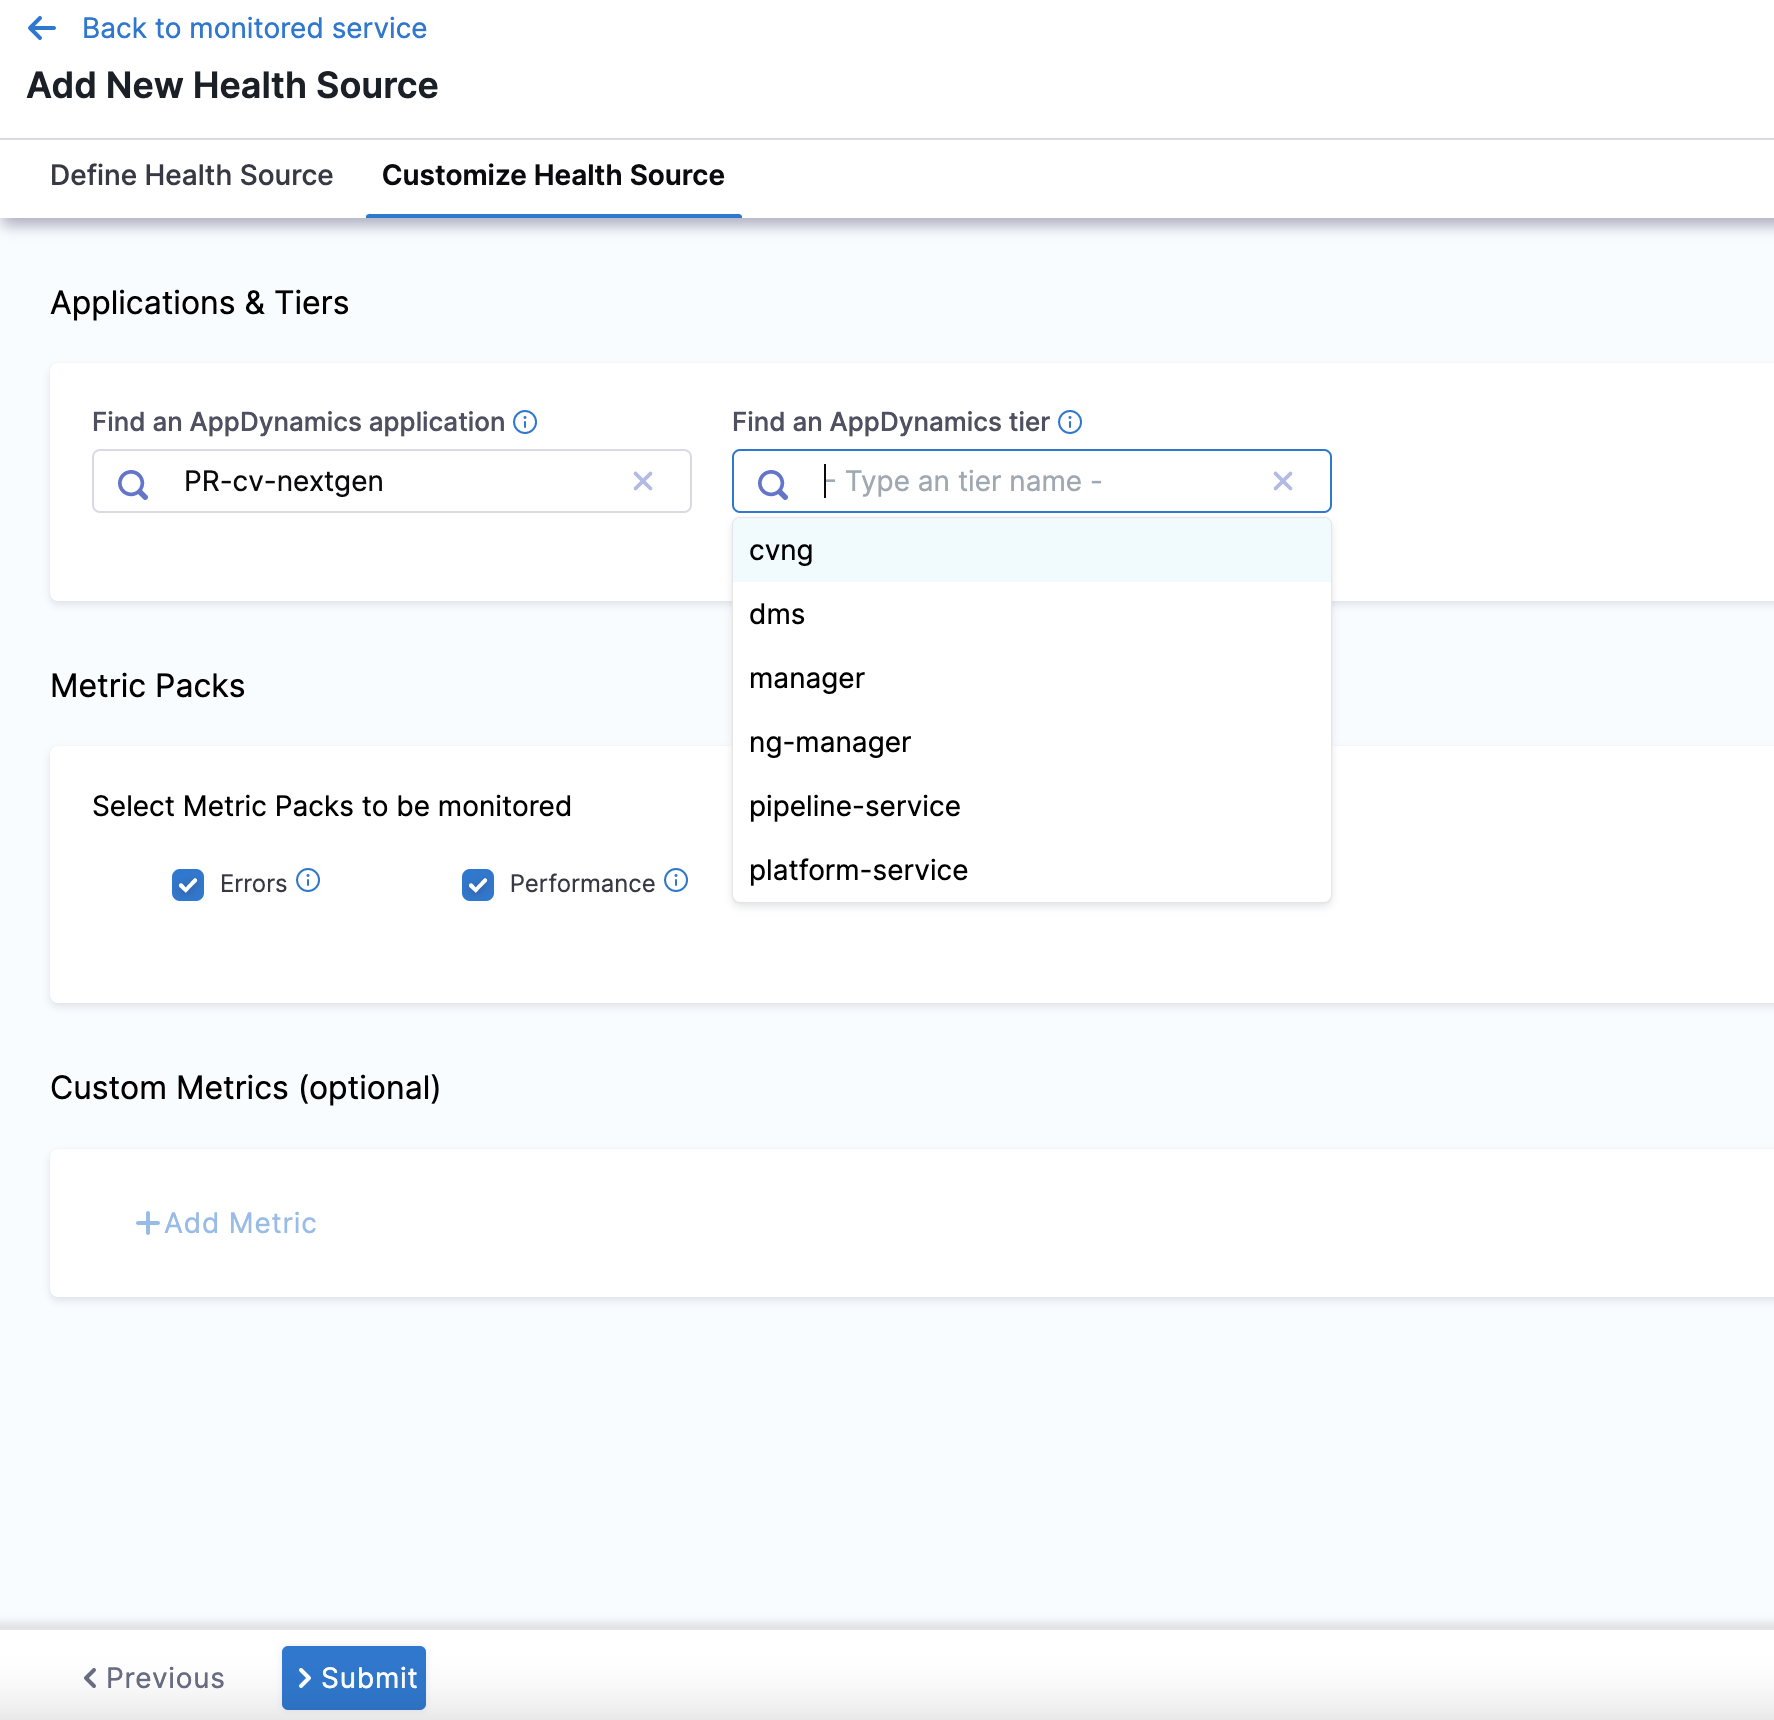 Back to monitored service
Add New Health Source
Define Health Source
Customize Health Source
Applications & Tiers
Find an AppDynamics application
Find an AppDynamics tier
PR-cv-nextgen
- Type an tier name -
cvng
dms
manager
ng-manager
pipeline-service
platform-service
Metric Packs
Select Metric Packs to be monitored
Errors
Performance
Custom Metrics (optional)
+Add Metric
Previous
Submit